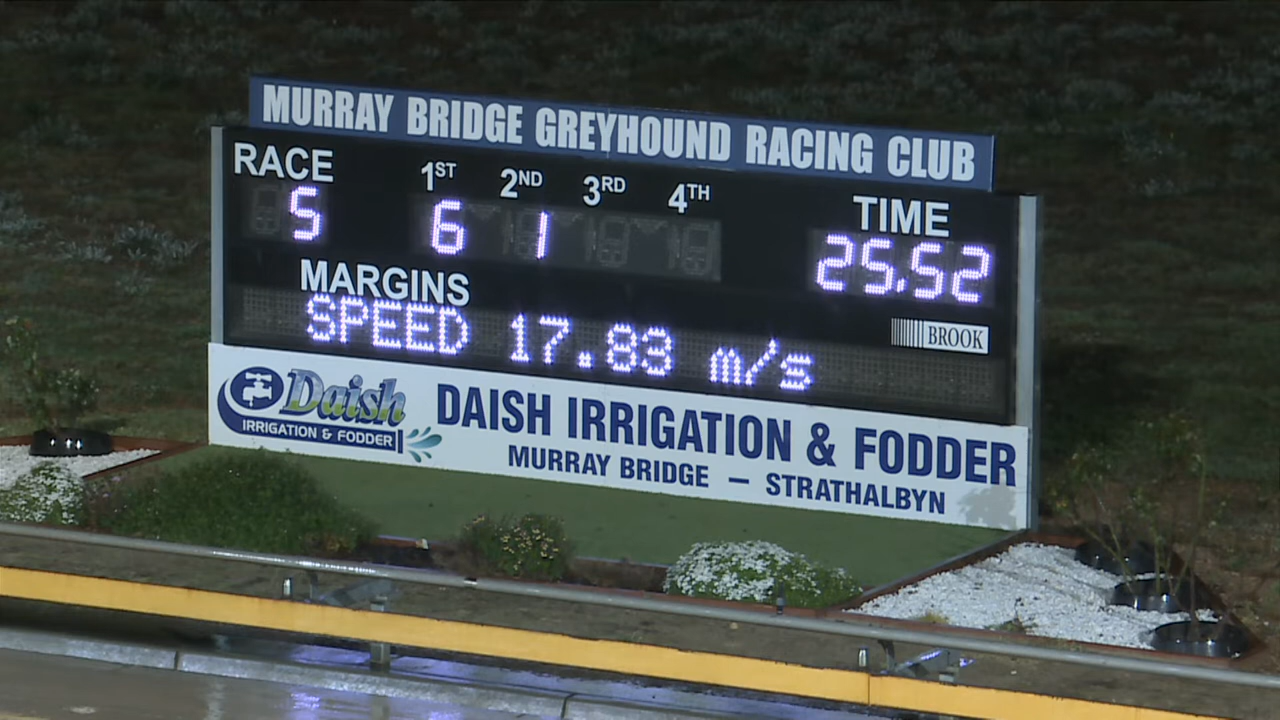 MURRAY BRIDGE GREYHOUND RACING CLUB
RACE 1ST 2ND 3RD 4TH TIME
5 6 1 25.52
MARGINS
SPEED 17.83 m/s
BROOK
Daish
IRRIGATION & FODDER
DAISH IRRIGATION & FODDER
MURRAY BRIDGE — STRATHALBYN